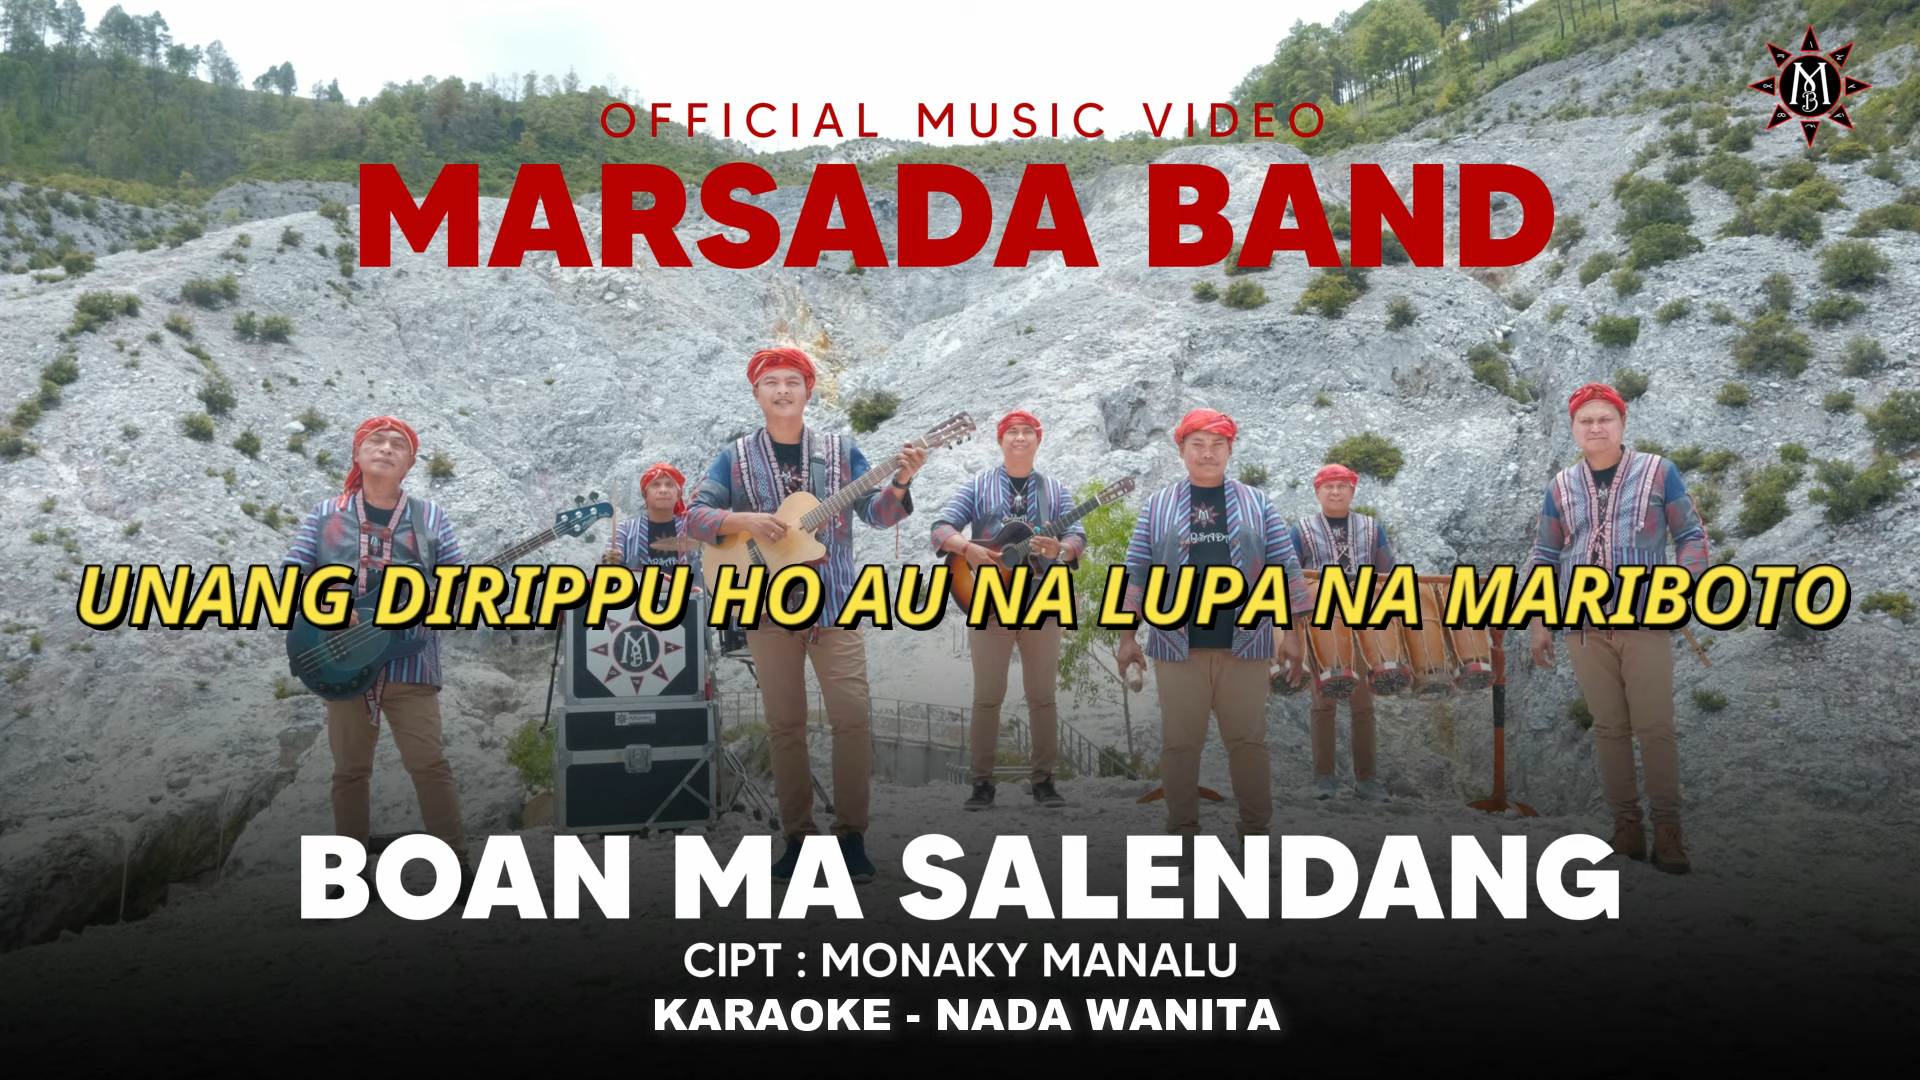 OFFICIAL MUSIC VIDEO
MARSADA BAND
MB
UNANG DIRIPPU HO AU NA LUPA NA MARIBOTO
BOAN MA SALENDANG
CIPT : MONAKY MANALU
KARAOKE - NADA WANITA